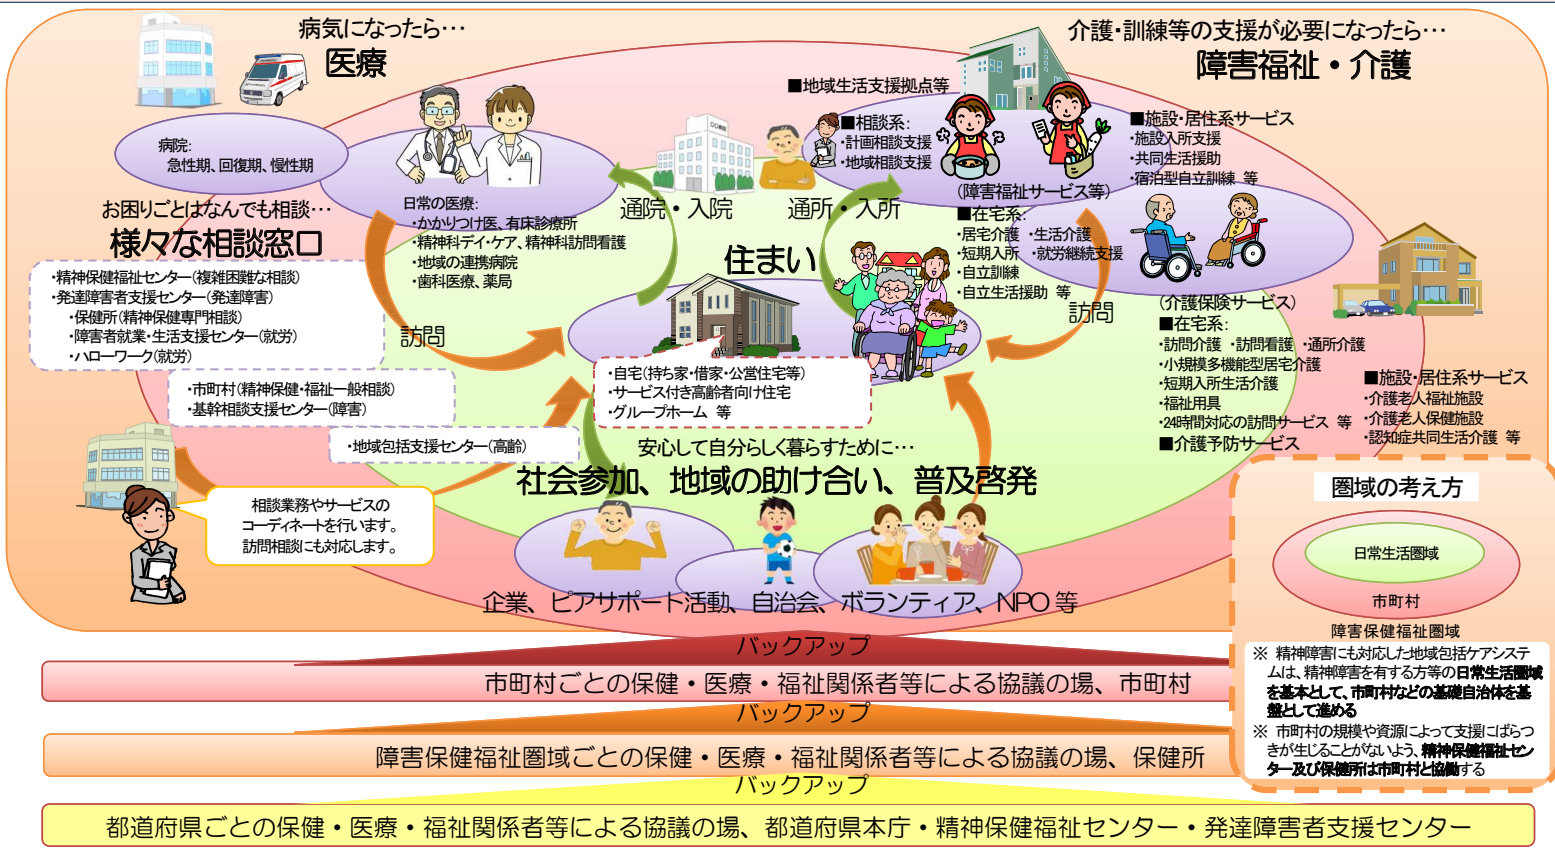 病気になったら…
医療
病院:
急性期、回復期、慢性期
日常の医療:
・かかりつけ医、有床診療所
・精神科デイ・ケア、精神科訪問看護
・地域の連携病院
・歯科医療、薬局
お困りごとはなんでも相談…
様々な相談窓口
・精神保健福祉センター(複雑困難な相談)
・発達障害者支援センター(発達障害)
・保健所(精神保健専門相談)
・障害者就業・生活支援センター(就労)
・ハローワーク(就労)
・市町村(精神保健・福祉一般相談)
・基幹相談支援センター(障害)
・地域包括支援センター(高齢)
相談業務やサービスの
コーディネートを行います。
訪問相談にも対応します。
訪問
通院・入院
通所・入所
住まい
・自宅(持ち家・借家・公営住宅等)
・サービス付き高齢者向け住宅
・グループホーム 等
介護・訓練等の支援が必要になったら…
障害福祉・介護
■地域生活支援拠点等
■相談系:
・計画相談支援
・地域相談支援
■施設・居住系サービス
・施設入所支援
・共同生活援助
・宿泊型自立訓練 等
(障害福祉サービス等)
■在宅系:
・居宅介護 ・生活介護
・短期入所 ・就労継続支援
・自立訓練
・自立生活援助 等
訪問
(介護保険サービス)
■在宅系:
・訪問介護 ・訪問看護 ・通所介護
・小規模多機能型居宅介護
・短期入所生活介護
・福祉用具
・24時間対応の訪問サービス 等
■介護予防サービス
■施設・居住系サービス
・介護老人福祉施設
・介護老人保健施設
・認知症共同生活介護 等
安心して自分らしく暮らすために…
社会参加、地域の助け合い、普及啓発
企業、ピアサポート活動、自治会、ボランティア、NPO 等
圏域の考え方
日常生活圏域
市町村
障害保健福祉圏域
※ 精神障害にも対応した地域包括ケアシステ
ムは、精神障害を有する方等の日常生活圏域
を基本として、市町村などの基礎自治体を基
盤として進める
※ 市町村の規模や資源によって支援にばらつ
きが生じることがないよう、精神保健福祉セン
ター及び保健所は市町村と協働する
バックアップ
市町村ごとの保健・医療・福祉関係者等による協議の場、市町村
バックアップ
障害保健福祉圏域ごとの保健・医療・福祉関係者等による協議の場、保健所
バックアップ
都道府県ごとの保健・医療・福祉関係者等による協議の場、都道府県本庁・精神保健福祉センター・発達障害者支援センター